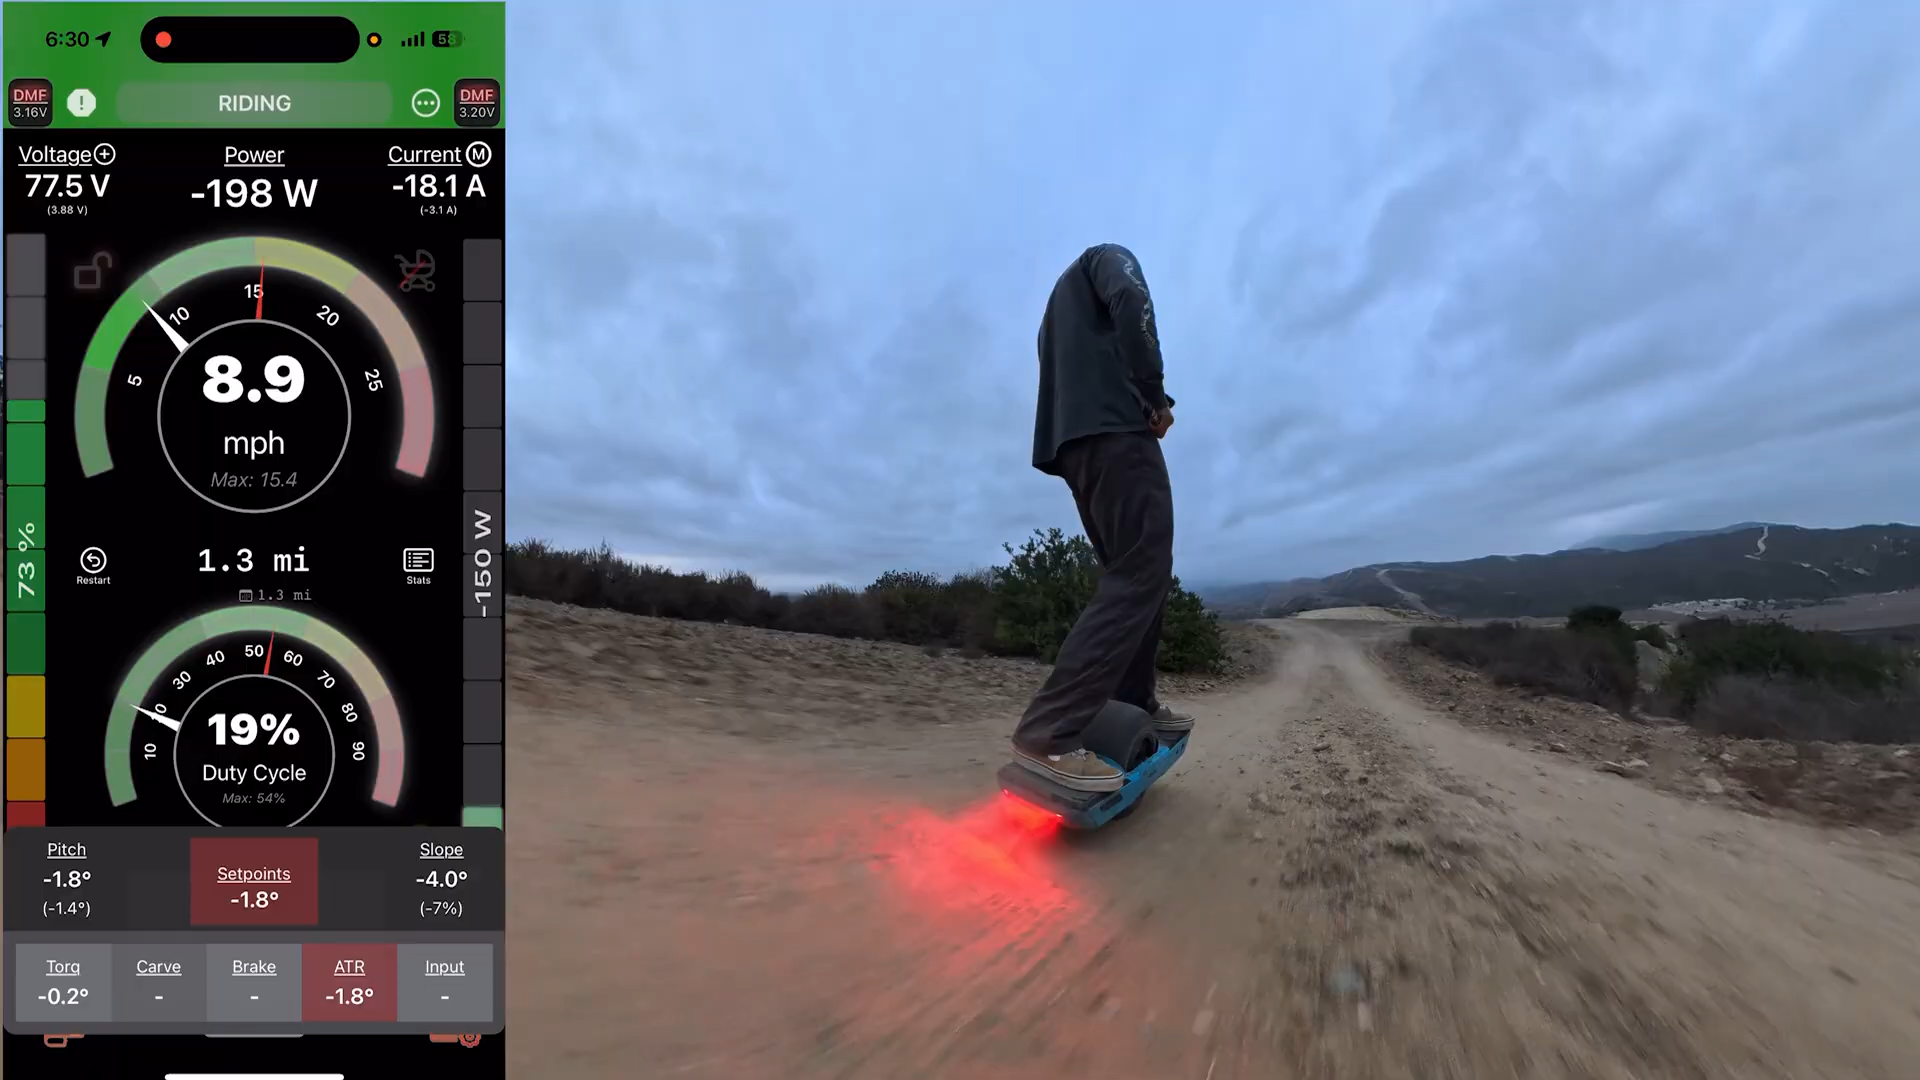 6:30
58
DMF
3.16V
!
RIDING
DMF
3.20V
Voltage
Power
Current M
77.5 V
-198 W
-18.1 A
(3.88 V)
(-3.1 A)
5
10
15
20
25
8.9
mph
Max: 15.4
73 %
-150 W
Restart
1.3 mi
Stats
1.3 mi
10
30
40
50
60
70
80
90
19%
Duty Cycle
Max: 54%
Pitch
Setpoints
Slope
-1.8°
-1.8°
-4.0°
(-1.4°)
(-7%)
Torq
Carve
Brake
ATR
Input
-0.2°
-
-
-1.8°
-